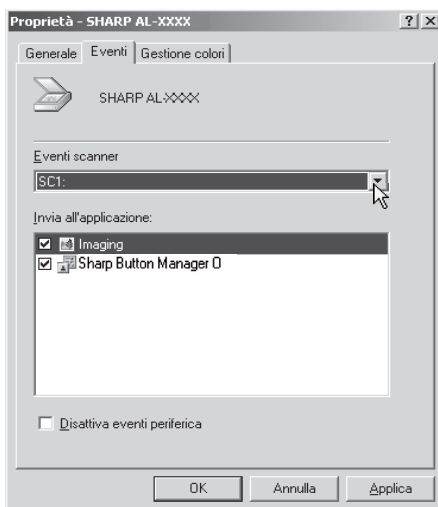 Proprietà - SHARP AL-XXXX
Generale Eventi Gestione colori
SHARP AL-XXXX
Eventi scanner
SC1:
Invia all'applicazione:
Imaging
Sharp Button Manager O
Disattiva eventi periferica
OK Annulla Applica